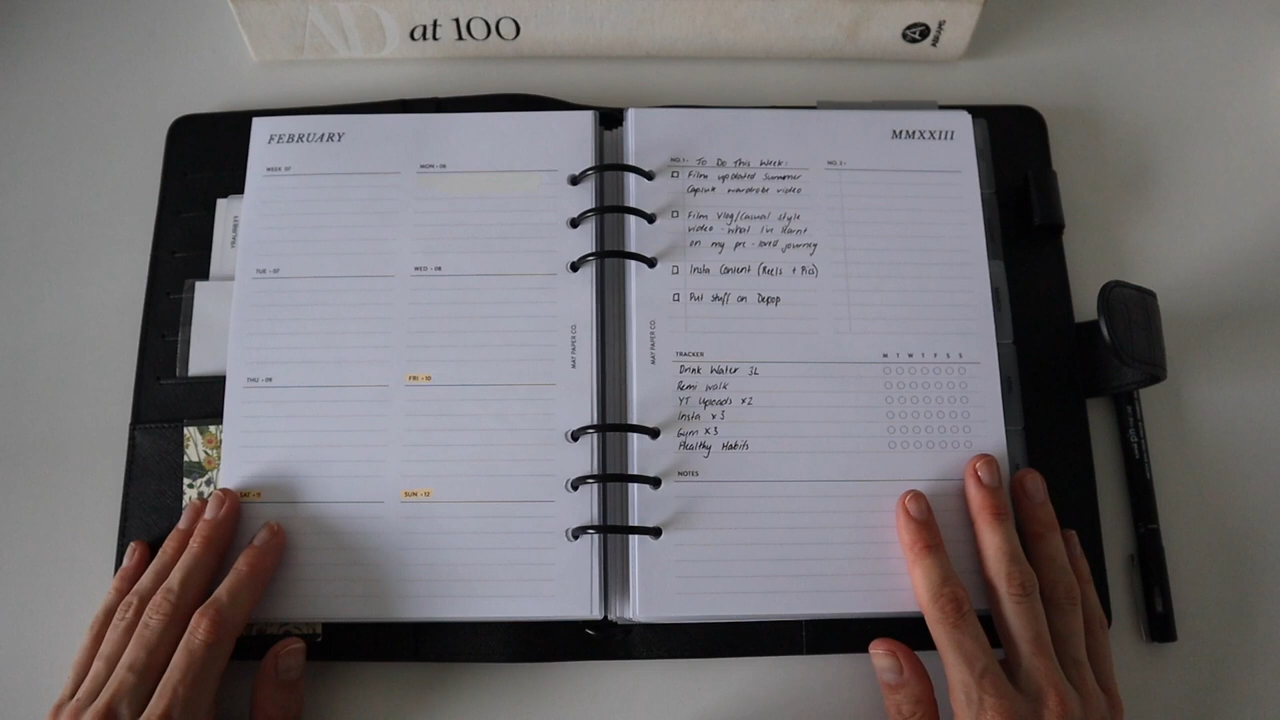 AD at 100
ABRAMS
FEBRUARY
WEEK 07
MON • 06
TUE • 07
WED • 08
THU • 09
FRI • 10
SAT • 11
SUN • 12
MAY PAPER CO.
FEBRUARY
MMXXIII
NO. 1 • To Do This Week:
Film updated Summer
Capsule wardrobe video
Film Vlog/Casual style
video - what I've learnt
on my pre-loved journey
Insta Content (Reels + Pics)
Put stuff on Depop
NO. 2 •
MAY PAPER CO.
TRACKER
M T W T F S S
Drink Water 3L
Remi walk
YT Uploads x2
Insta x3
Gym x3
Healthy Habits
NOTES